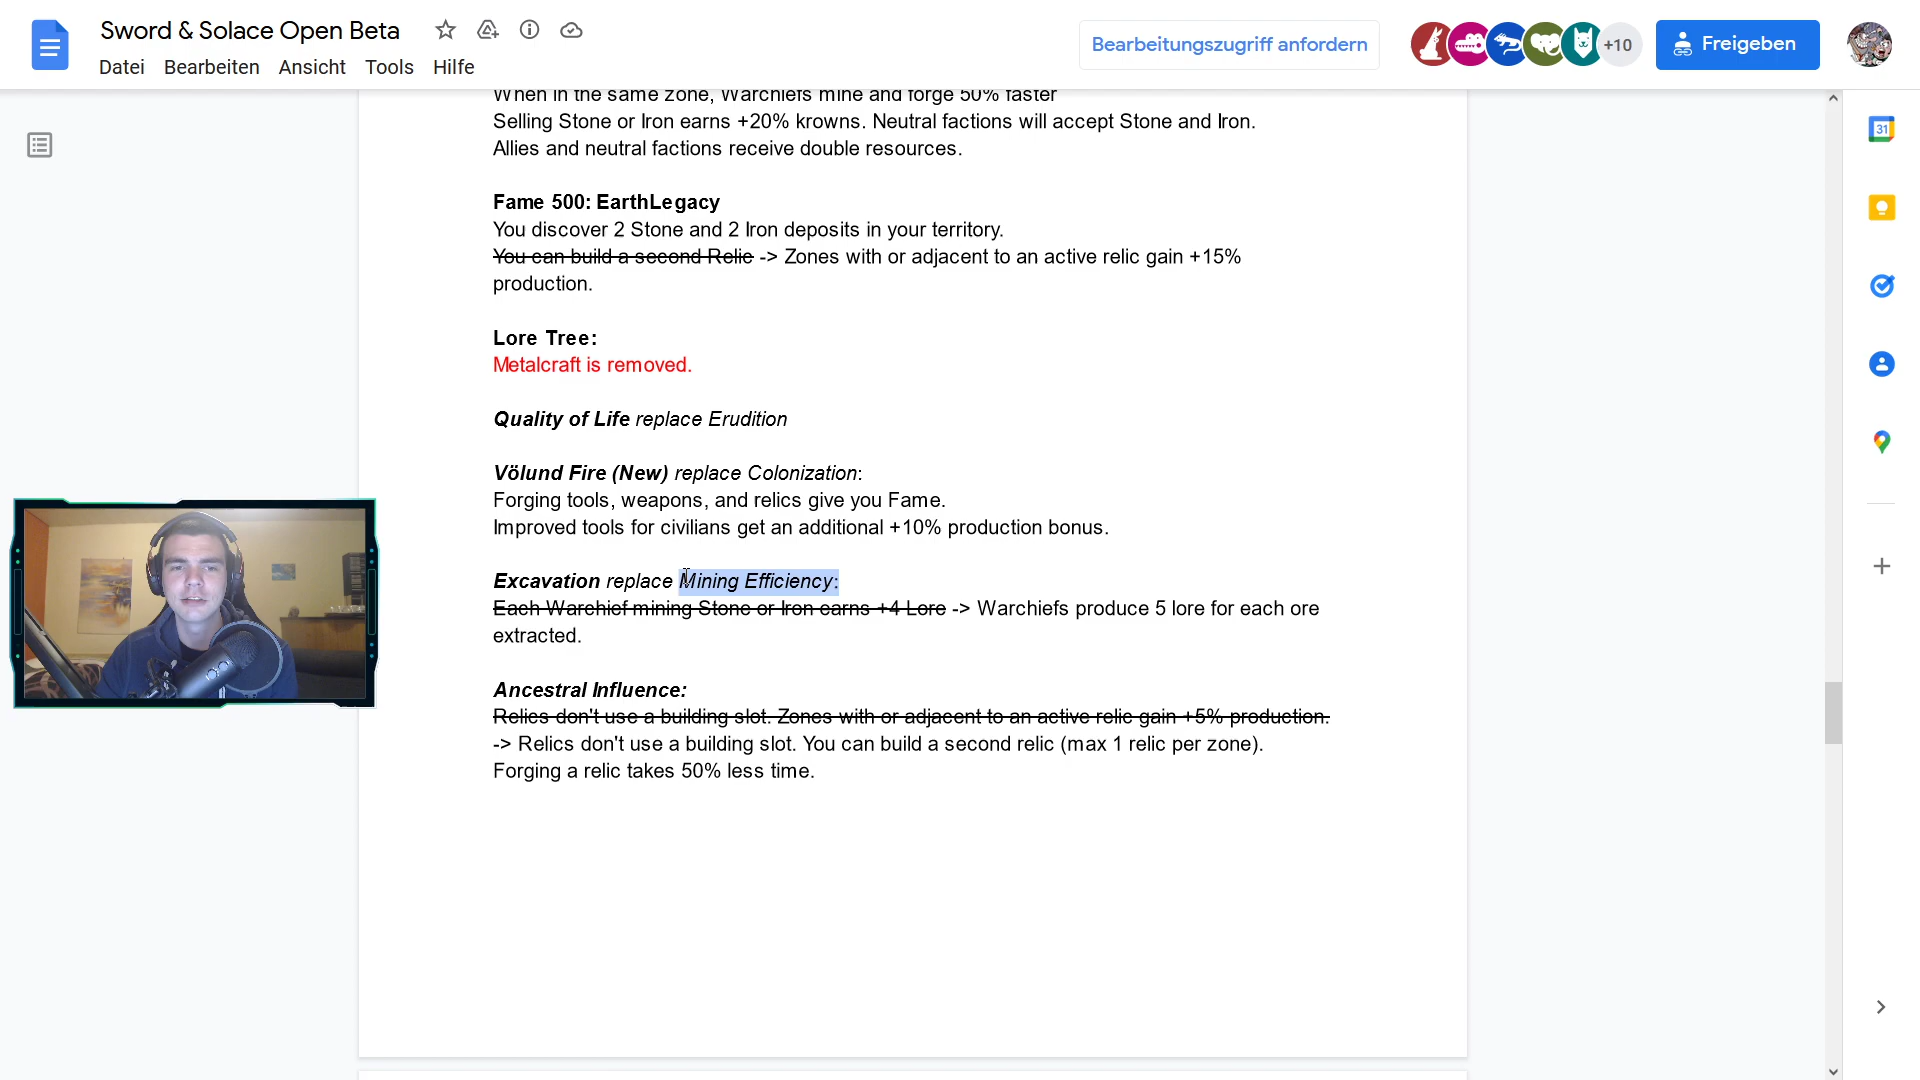 Sword & Solace Open Beta
Datei Bearbeiten Ansicht Tools Hilfe
Bearbeitungszugriff anfordern
+10
Freigeben
31
When in the same zone, Warchiefs mine and forge 50% faster
Selling Stone or Iron earns +20% krowns. Neutral factions will accept Stone and Iron.
Allies and neutral factions receive double resources.
Fame 500: EarthLegacy
You discover 2 Stone and 2 Iron deposits in your territory.
You can build a second Relic -> Zones with or adjacent to an active relic gain +15%
production.
Lore Tree:
Metalcraft is removed.
Quality of Life replace Erudition
Völund Fire (New) replace Colonization:
Forging tools, weapons, and relics give you Fame.
Improved tools for civilians get an additional +10% production bonus.
Excavation replace Mining Efficiency:
Each Warchief mining Stone or Iron earns +4 Lore -> Warchiefs produce 5 lore for each ore
extracted.
Ancestral Influence:
Relics don't use a building slot. Zones with or adjacent to an active relic gain +5% production.
-> Relics don't use a building slot. You can build a second relic (max 1 relic per zone).
Forging a relic takes 50% less time.